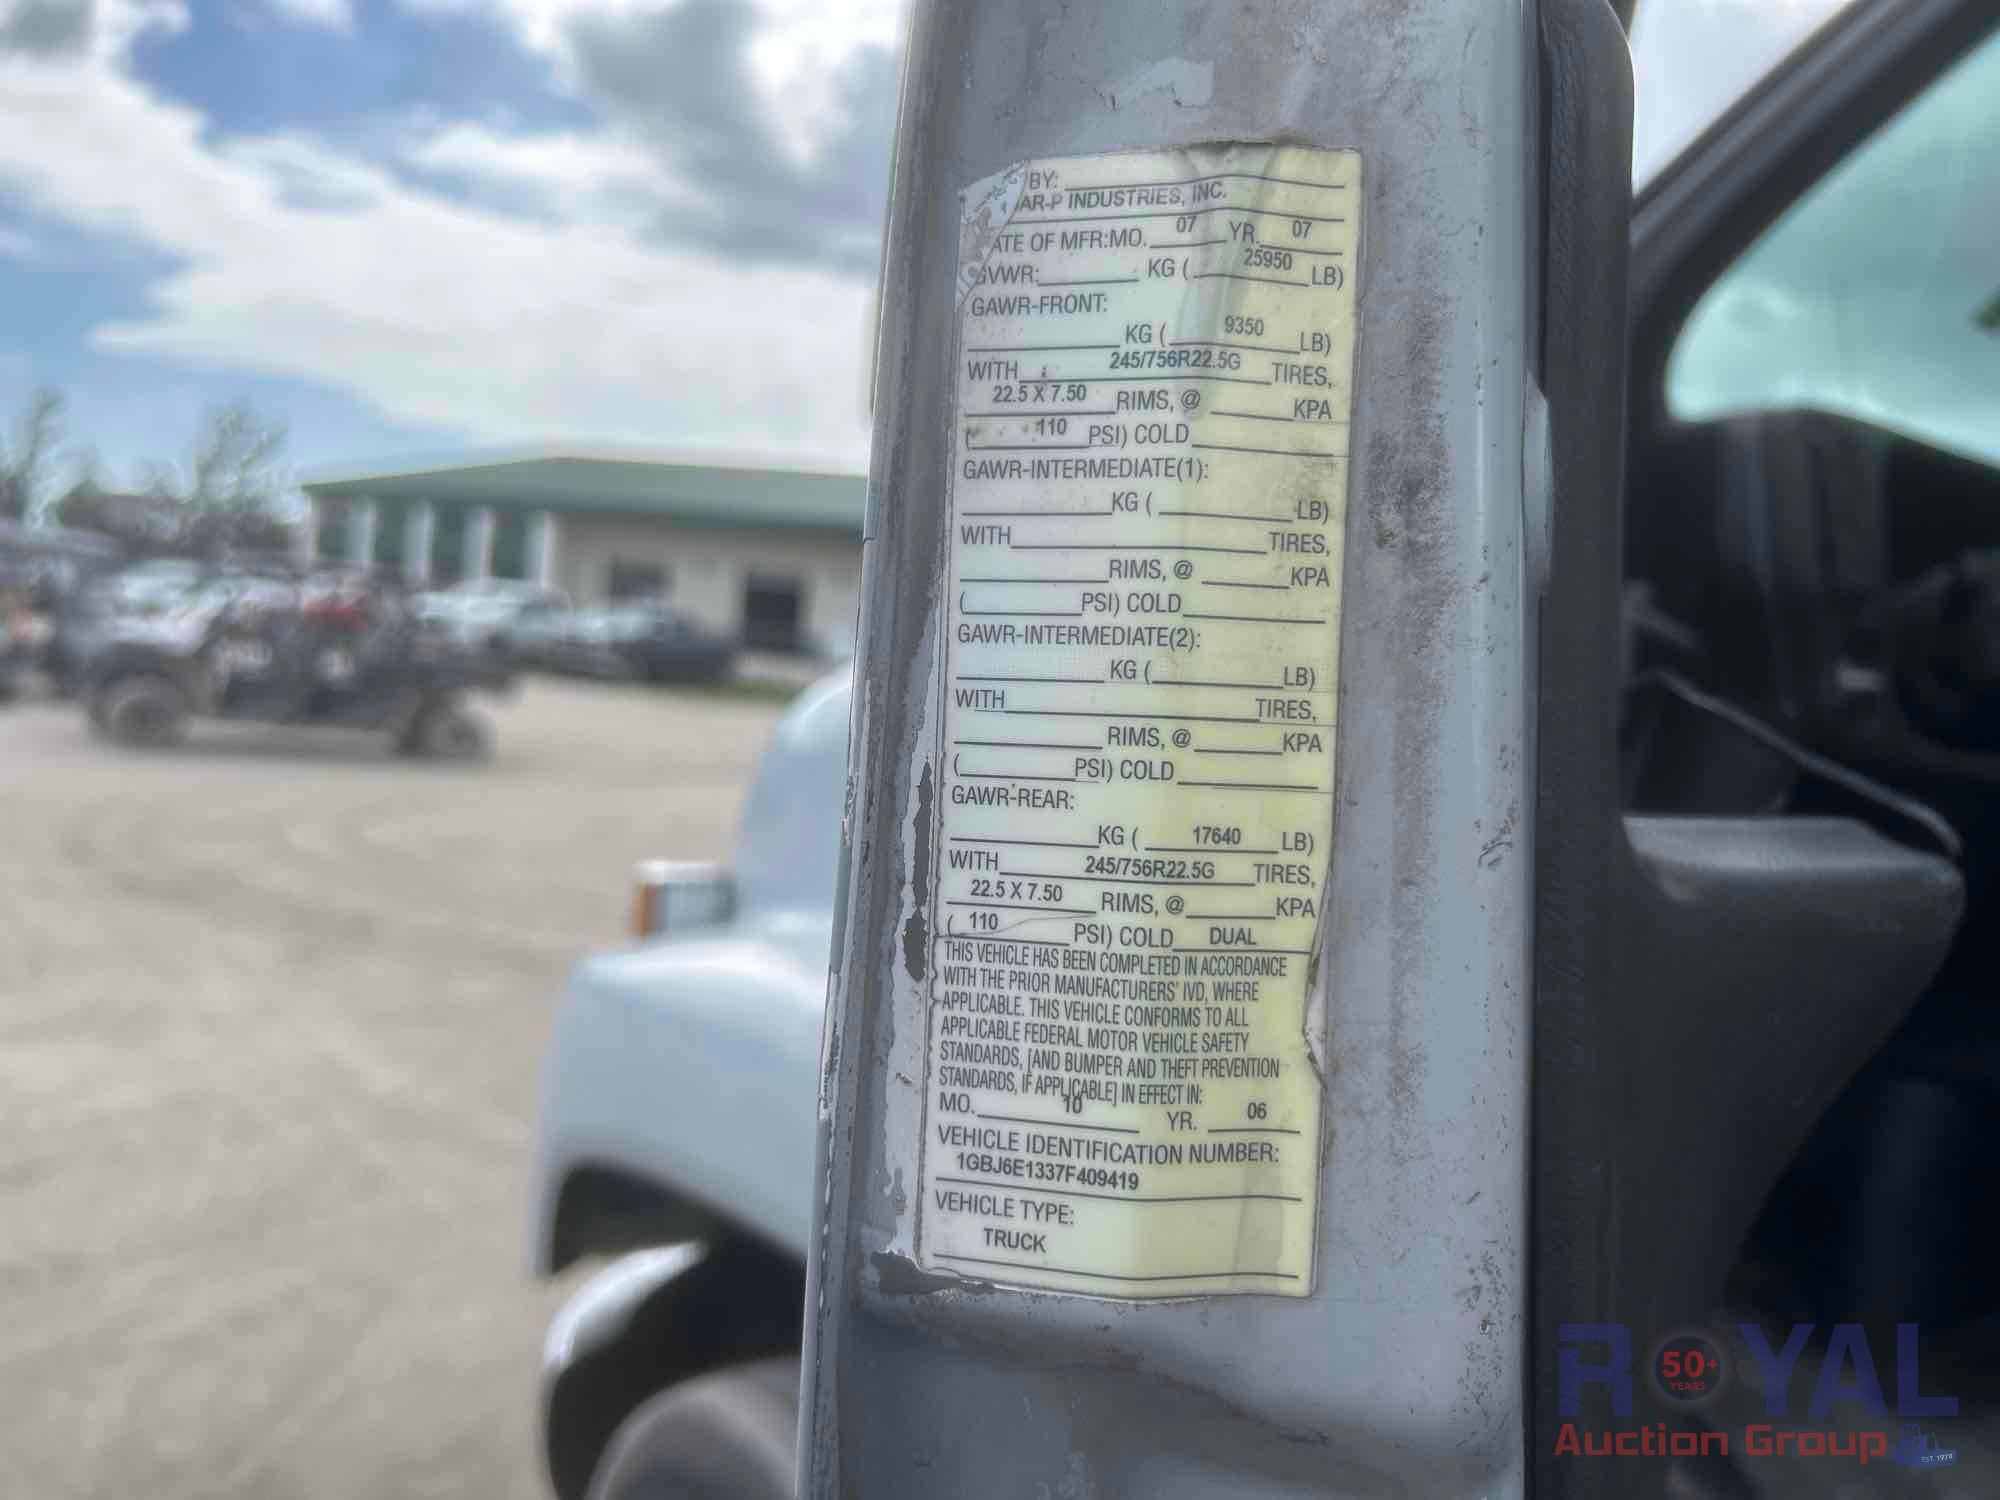 BY:
AR-P INDUSTRIES, INC.
ATE OF MFR:MO. 07 YR. 07
GVWR: KG ( 25950 LB)
GAWR-FRONT:
KG ( 9350 LB)
WITH 245/756R22.5G TIRES,
22.5 X 7.50 RIMS, @ KPA
( 110 PSI) COLD
GAWR-INTERMEDIATE(1):
KG ( LB)
WITH TIRES,
RIMS, @ KPA
( PSI) COLD
GAWR-INTERMEDIATE(2):
KG ( LB)
WITH TIRES,
RIMS, @ KPA
( PSI) COLD
GAWR-REAR:
KG ( 17640 LB)
WITH 245/756R22.5G TIRES,
22.5 X 7.50 RIMS, @ KPA
( 110 PSI) COLD DUAL
THIS VEHICLE HAS BEEN COMPLETED IN ACCORDANCE
WITH THE PRIOR MANUFACTURERS' IVD, WHERE
APPLICABLE. THIS VEHICLE CONFORMS TO ALL
APPLICABLE FEDERAL MOTOR VEHICLE SAFETY
STANDARDS, [AND BUMPER AND THEFT PREVENTION
STANDARDS, IF APPLICABLE] IN EFFECT IN:
MO. 10 YR. 06
VEHICLE IDENTIFICATION NUMBER:
1GBJ6E1337F409419
VEHICLE TYPE:
TRUCK
ROYAL
50+
YEARS
Auction Group
EST. 1970